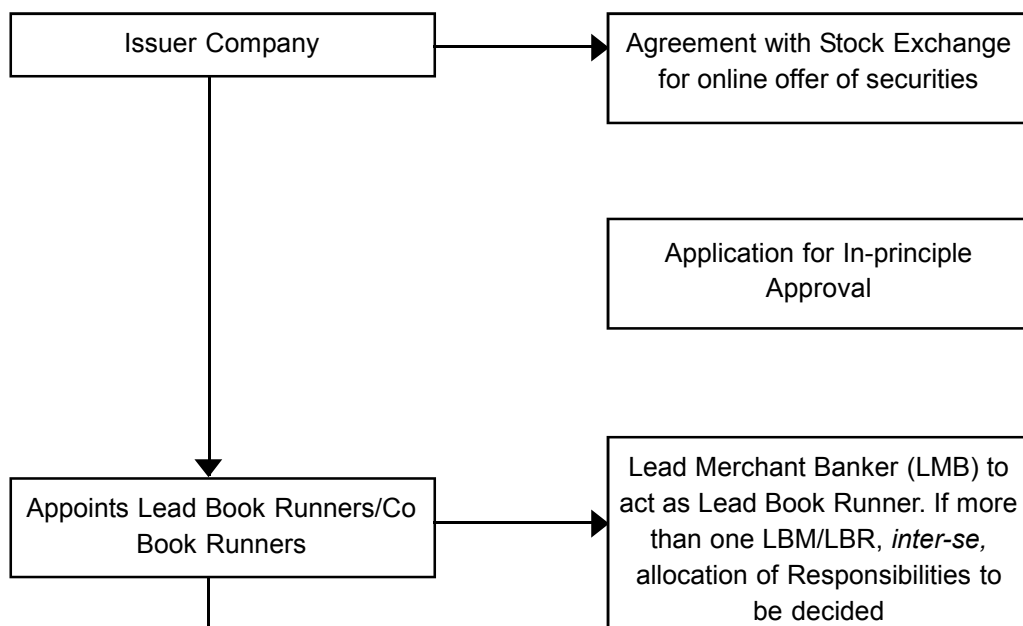 Issuer Company
Agreement with Stock Exchange
for online offer of securities
Application for In-principle
Approval
Appoints Lead Book Runners/Co
Book Runners
Lead Merchant Banker (LMB) to
act as Lead Book Runner. If more
than one LBM/LBR, inter-se,
allocation of Responsibilities to
be decided